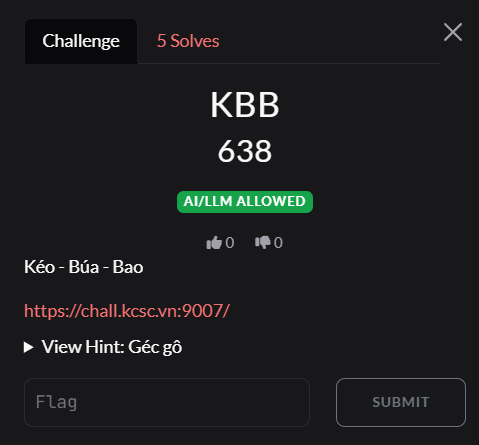 Challenge
5 Solves
KBB
638
AI/LLM ALLOWED
0 0
Kéo - Búa - Bao
https://chall.kcsc.vn:9007/
View Hint: Géc gô
Flag
SUBMIT